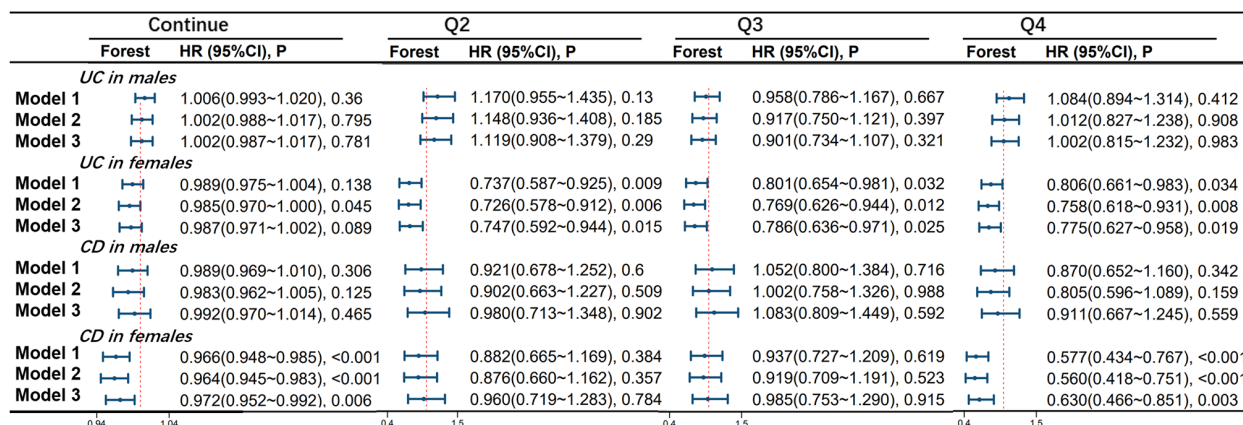 Continue Q2 Q3 Q4
Forest HR (95%CI), P Forest HR (95%CI), P Forest HR (95%CI), P Forest HR (95%CI), P
UC in males
Model 1 1.006(0.993~1.020), 0.36 1.170(0.955~1.435), 0.13 0.958(0.786~1.167), 0.667 1.084(0.894~1.314), 0.412
Model 2 1.002(0.988~1.017), 0.795 1.148(0.936~1.408), 0.185 0.917(0.750~1.121), 0.397 1.012(0.827~1.238), 0.908
Model 3 1.002(0.987~1.017), 0.781 1.119(0.908~1.379), 0.29 0.901(0.734~1.107), 0.321 1.002(0.815~1.232), 0.983
UC in females
Model 1 0.989(0.975~1.004), 0.138 0.737(0.587~0.925), 0.009 0.801(0.654~0.981), 0.032 0.806(0.661~0.983), 0.034
Model 2 0.985(0.970~1.000), 0.045 0.726(0.578~0.912), 0.006 0.769(0.626~0.944), 0.012 0.758(0.618~0.931), 0.008
Model 3 0.987(0.971~1.002), 0.089 0.747(0.592~0.944), 0.015 0.786(0.636~0.971), 0.025 0.775(0.627~0.958), 0.019
CD in males
Model 1 0.989(0.969~1.010), 0.306 0.921(0.678~1.252), 0.6 1.052(0.800~1.384), 0.716 0.870(0.652~1.160), 0.342
Model 2 0.983(0.962~1.005), 0.125 0.902(0.663~1.227), 0.509 1.002(0.758~1.326), 0.988 0.805(0.596~1.089), 0.159
Model 3 0.992(0.970~1.014), 0.465 0.980(0.713~1.348), 0.902 1.083(0.809~1.449), 0.592 0.911(0.667~1.245), 0.559
CD in females
Model 1 0.966(0.948~0.985), <0.001 0.882(0.665~1.169), 0.384 0.937(0.727~1.209), 0.619 0.577(0.434~0.767), <0.001
Model 2 0.964(0.945~0.983), <0.001 0.876(0.660~1.162), 0.357 0.919(0.709~1.191), 0.523 0.560(0.418~0.751), <0.001
Model 3 0.972(0.952~0.992), 0.006 0.960(0.719~1.283), 0.784 0.985(0.753~1.290), 0.915 0.630(0.466~0.851), 0.003
0.94 1.04 0.4 1.5 0.4 1.5 0.4 1.5